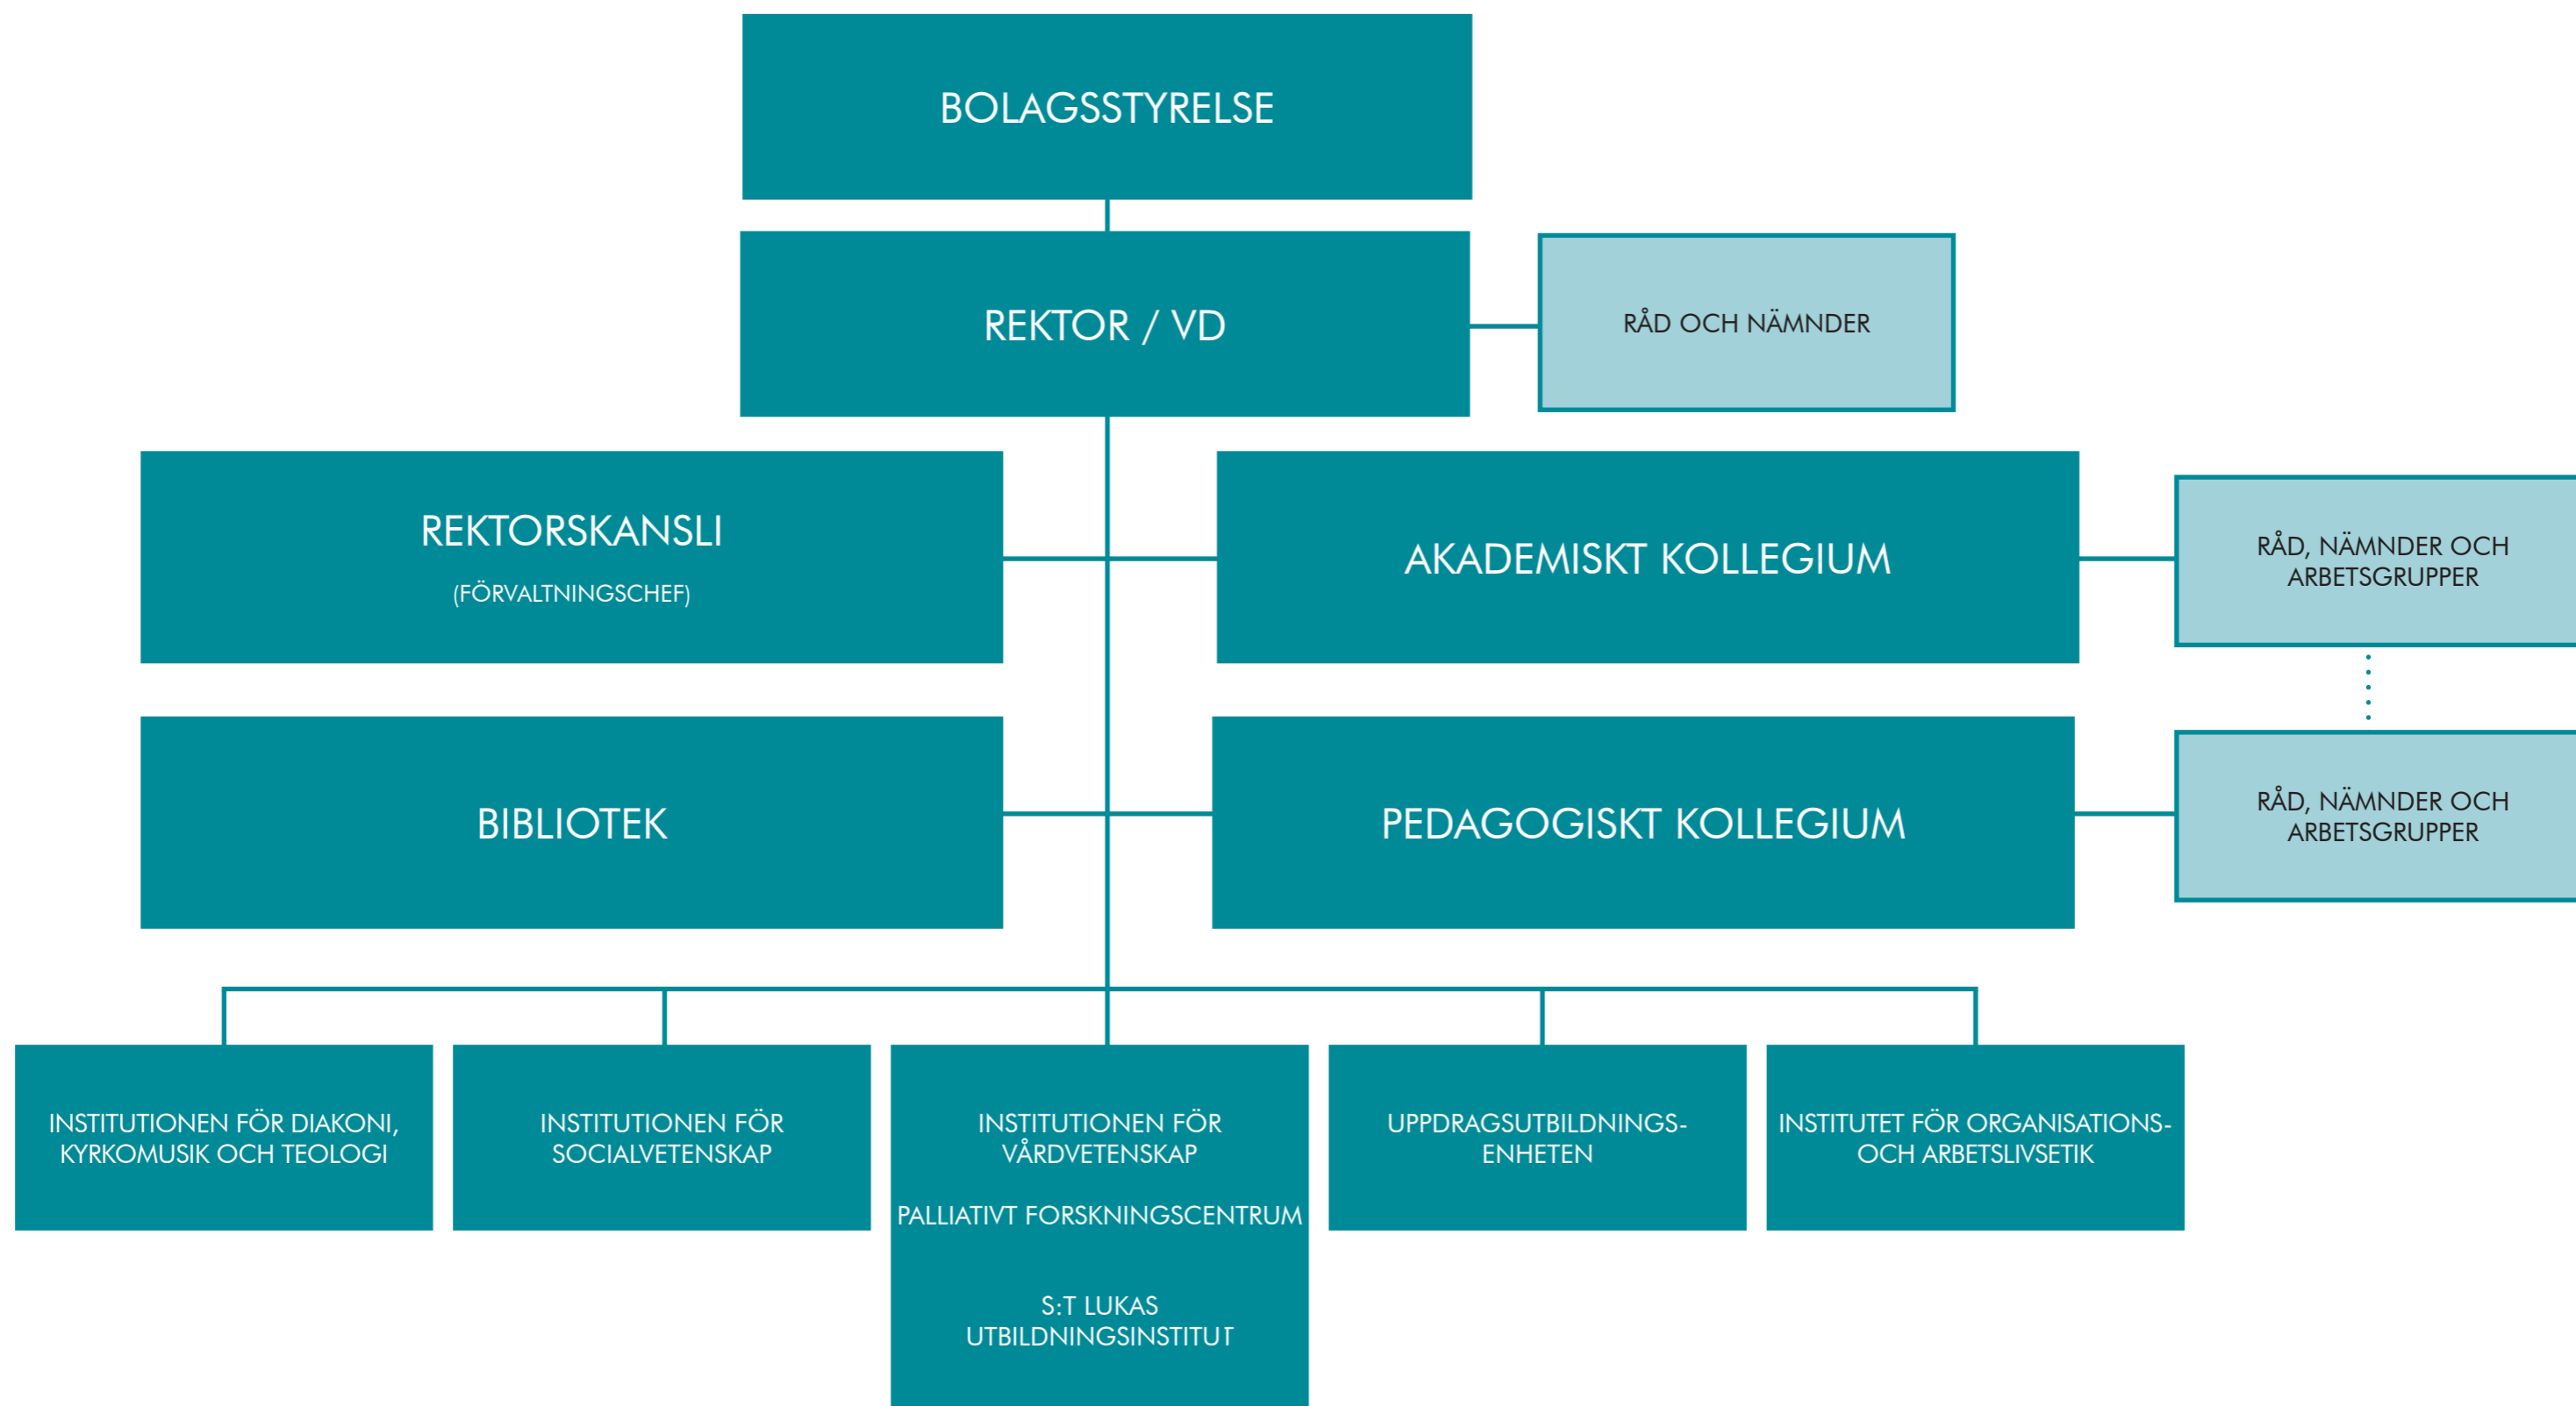 BOLAGSSTYRELSE
REKTOR / VD
RÅD OCH NÄMNDER
REKTORSKANSLI
(FÖRVALTNINGSCHEF)
AKADEMISKT KOLLEGIUM
RÅD, NÄMNDER OCH
ARBETSGRUPPER
BIBLIOTEK
PEDAGOGISKT KOLLEGIUM
RÅD, NÄMNDER OCH
ARBETSGRUPPER
INSTITUTIONEN FÖR DIAKONI,
KYRKOMUSIK OCH TEOLOGI
INSTITUTIONEN FÖR
SOCIALVETENSKAP
INSTITUTIONEN FÖR
VÅRDVETENSKAP
PALLIATIVT FORSKNINGSCENTRUM
S:T LUKAS
UTBILDNINGSINSTITUT
UPPDRAGSUTBILDNINGS-
ENHETEN
INSTITUTET FÖR ORGANISATIONS-
OCH ARBETSLIVSETIK